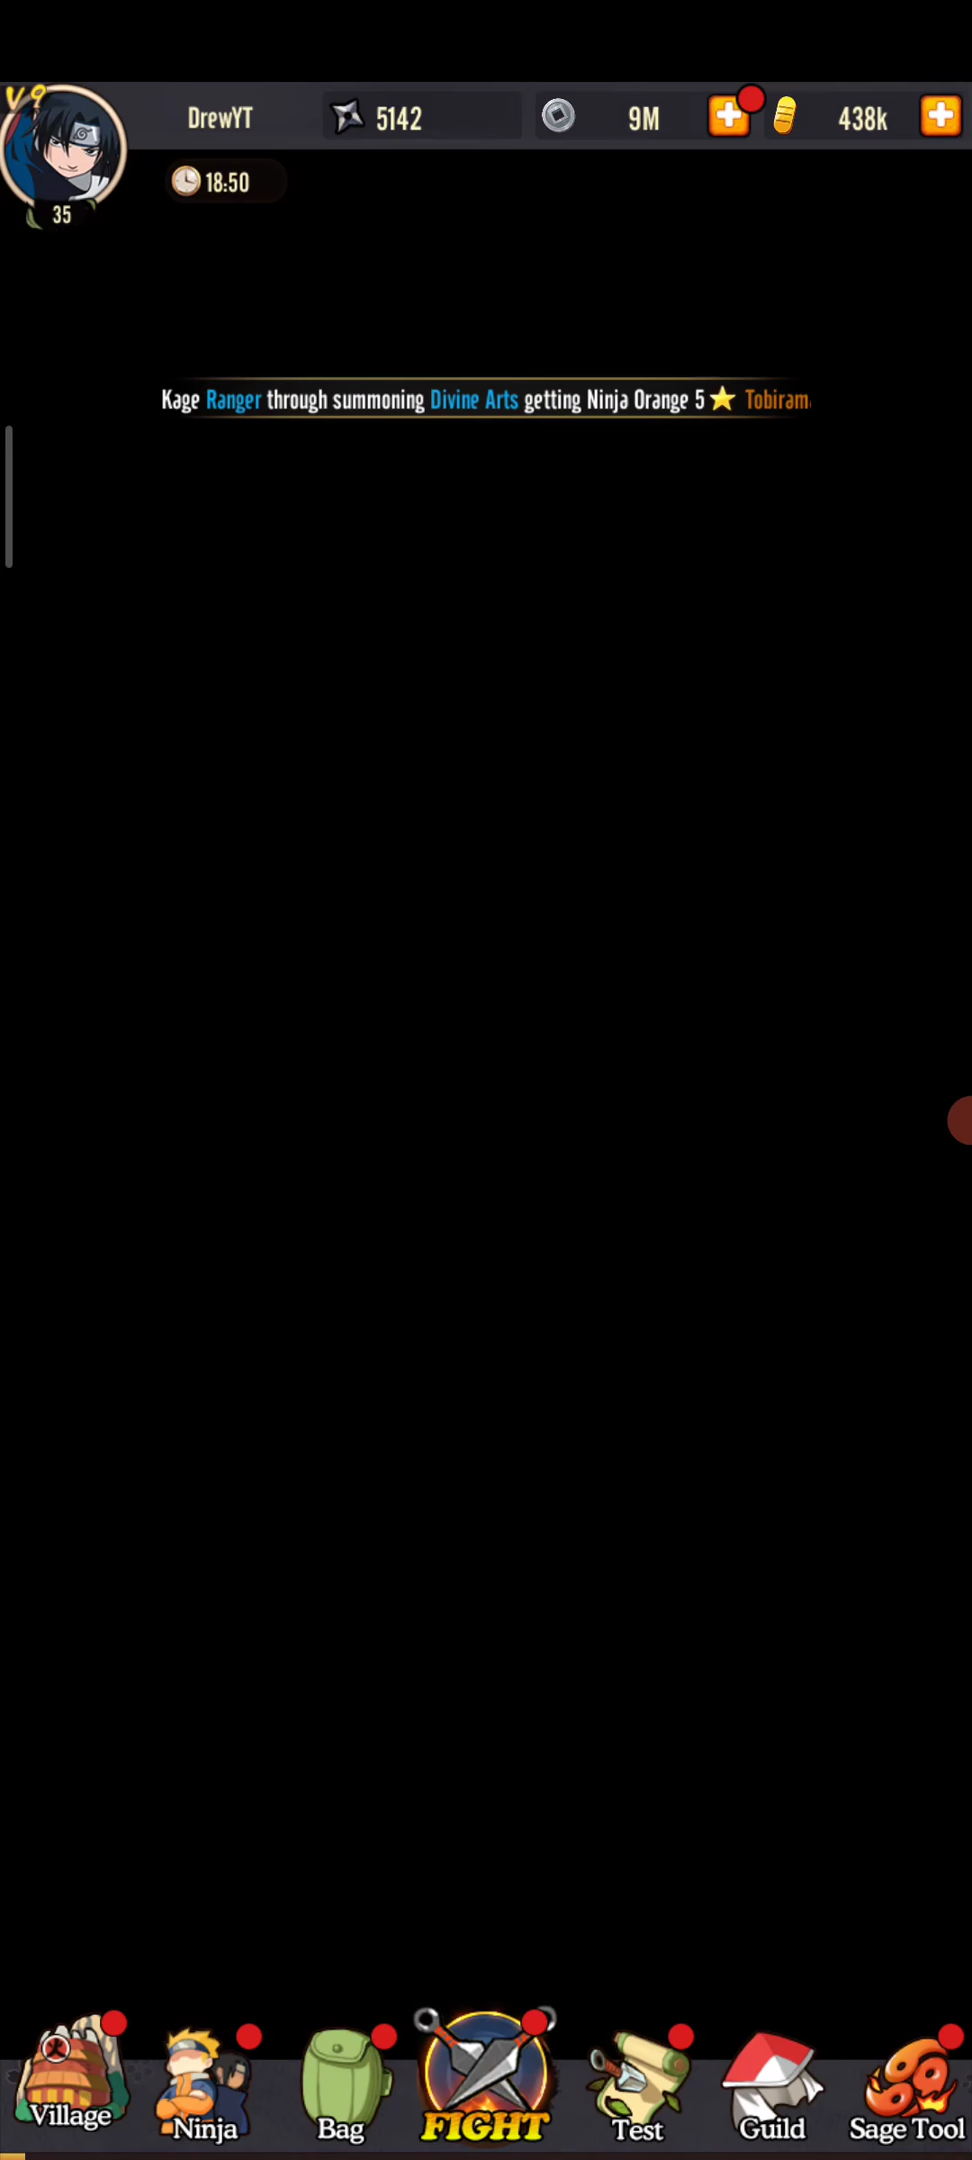 V9
DrewYT 5142 9M 438k
18:50
35
Kage Ranger through summoning Divine Arts getting Ninja Orange 5 Tobiram
Village Ninja Bag FIGHT Test Guild Sage Tool